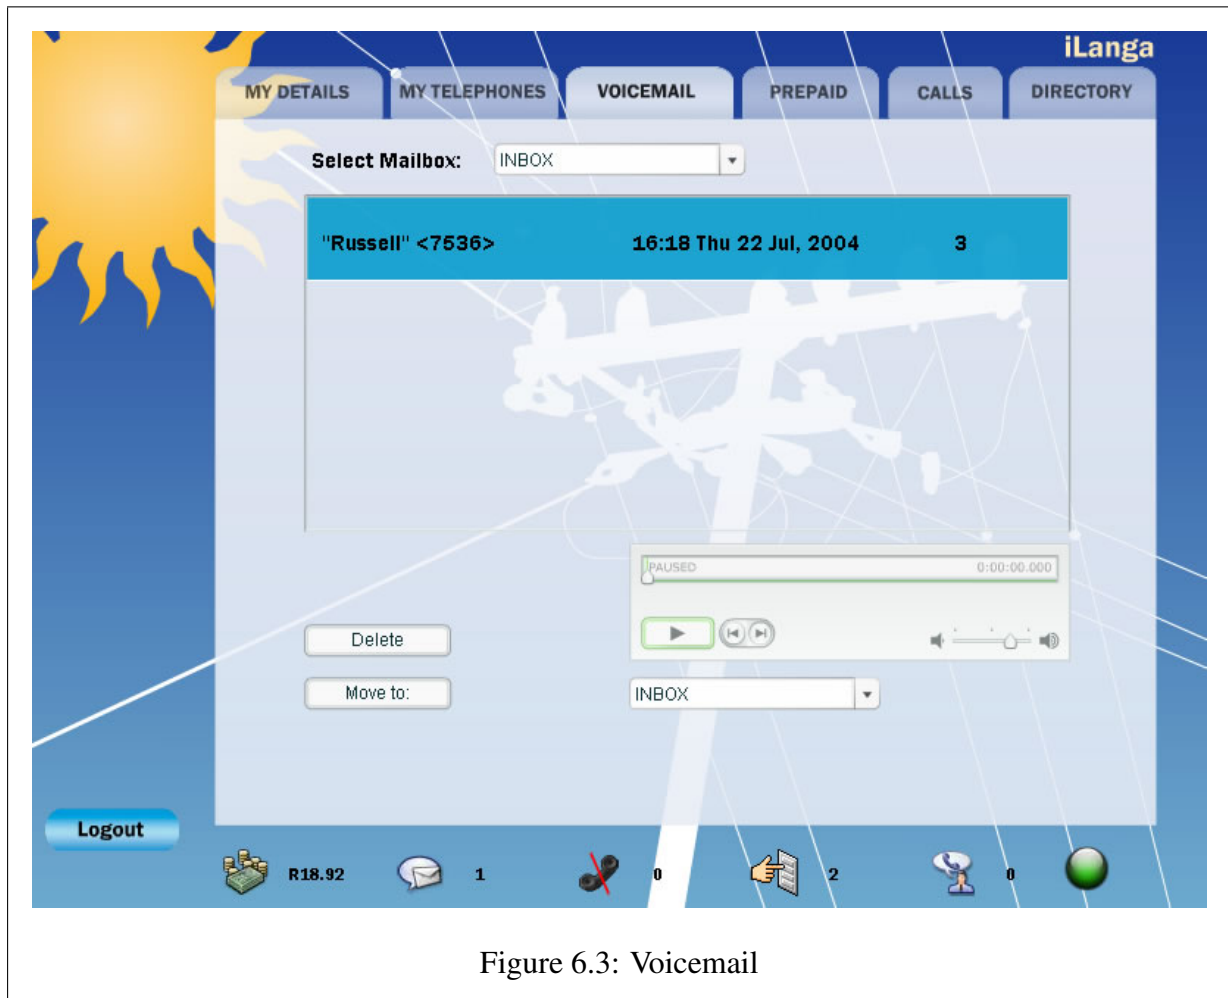 iLanga
MY DETAILS MY TELEPHONES VOICEMAIL PREPAID CALLS DIRECTORY
Select Mailbox: INBOX
"Russell" <7536> 16:18 Thu 22 Jul, 2004 3
PAUSED 0:00:00.000
Delete
Move to: INBOX
Logout
R18.92 1 0 2 0
Figure 6.3: Voicemail